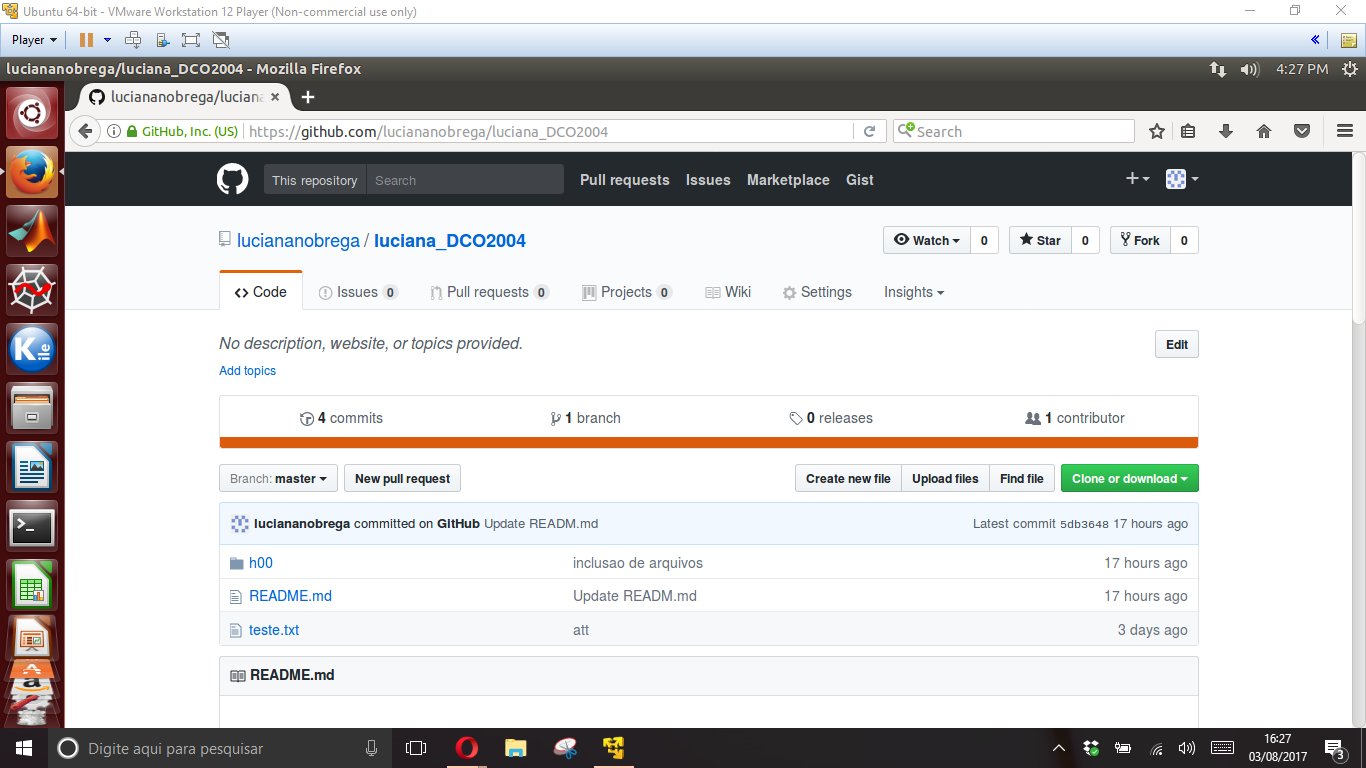 Ubuntu 64-bit - VMware Workstation 12 Player (Non-commercial use only)
Player
luciananobrega/luciana_DCO2004 - Mozilla Firefox
4:27 PM
luciananobrega/lucian
GitHub, Inc. (US) https://github.com/luciananobrega/luciana_DCO2004 Search
This repository Search Pull requests Issues Marketplace Gist
luciananobrega / luciana_DCO2004
Watch 0 Star 0 Fork 0
Code Issues 0 Pull requests 0 Projects 0 Wiki Settings Insights
No description, website, or topics provided.
Edit
Add topics
4 commits 1 branch 0 releases 1 contributor
Branch: master New pull request Create new file Upload files Find file Clone or download
luciananobrega committed on GitHub Update READM.md Latest commit 5db3648 17 hours ago
h00 inclusao de arquivos 17 hours ago
README.md Update READM.md 17 hours ago
teste.txt att 3 days ago
README.md
Digite aqui para pesquisar
16:27
03/08/2017
3